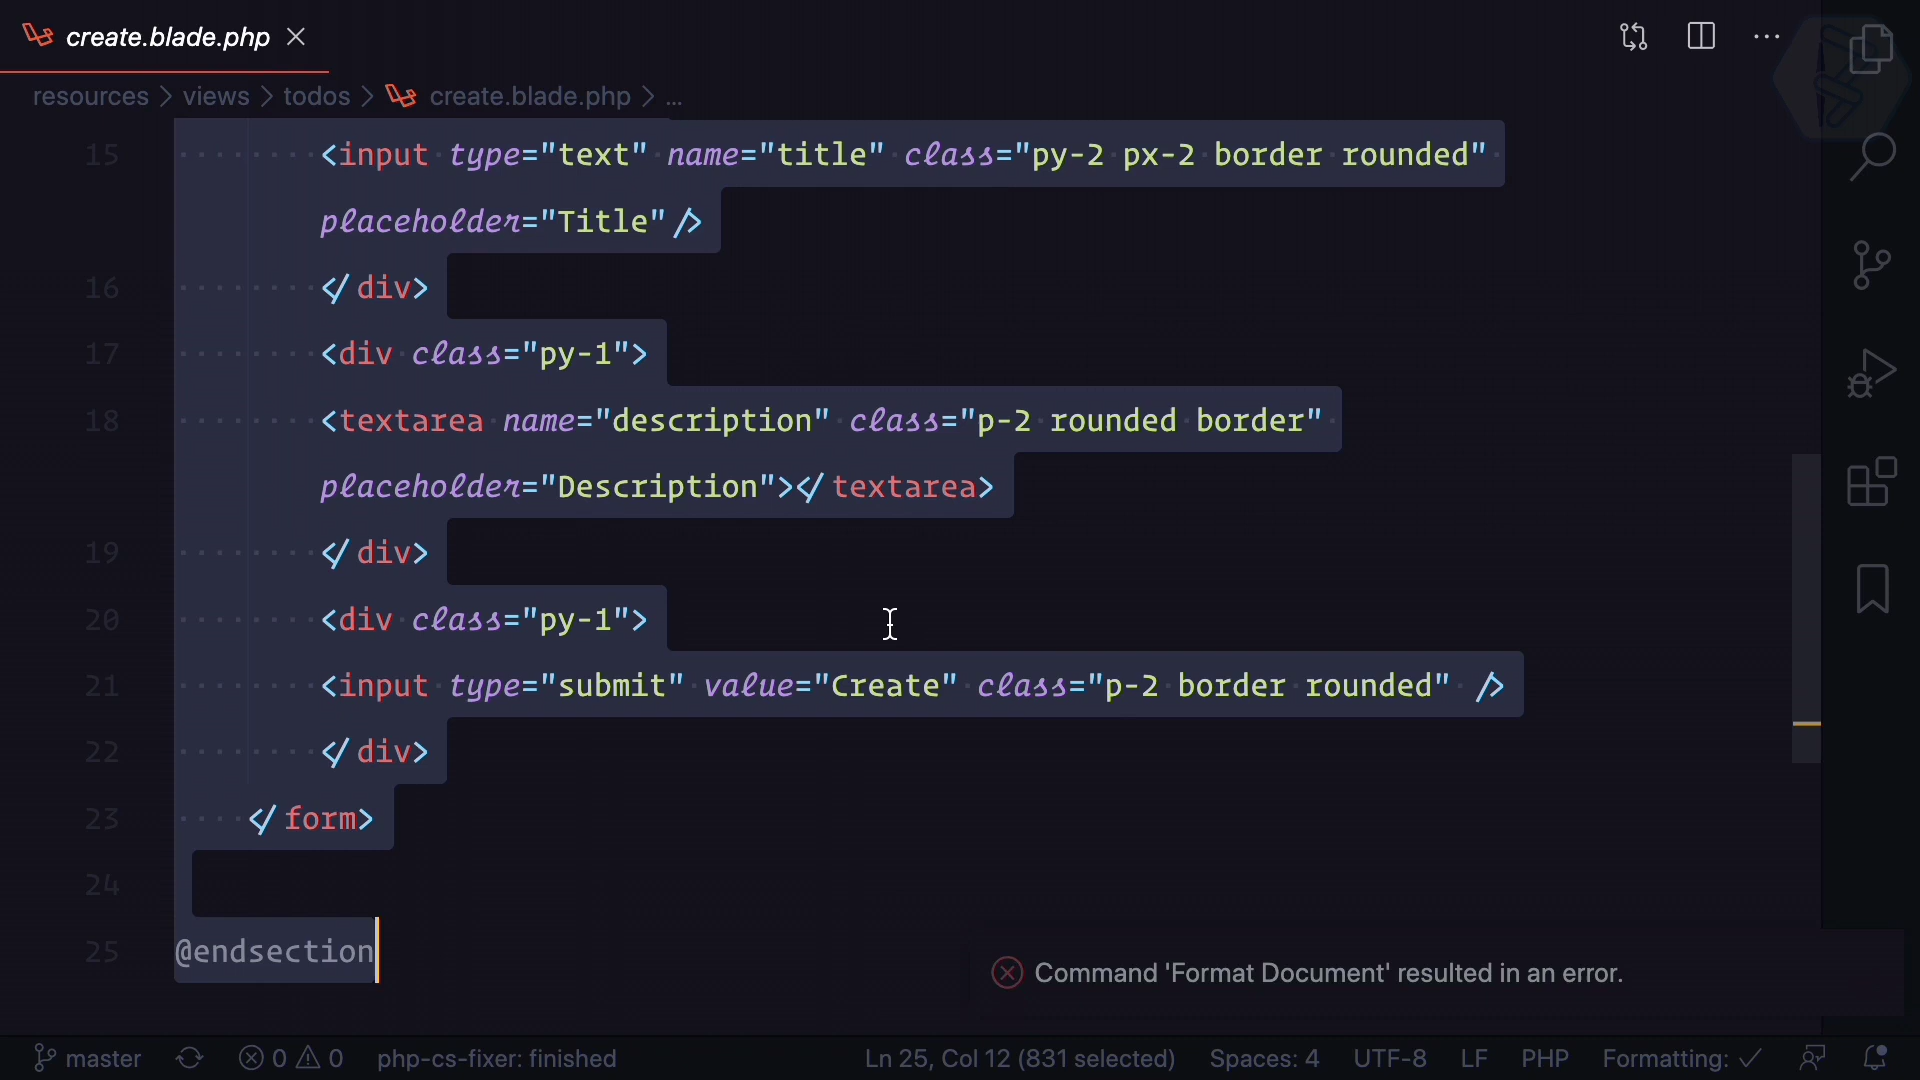 create.blade.php
resources > views > todos > create.blade.php > ...
15 <input type="text" name="title" class="py-2 px-2 border rounded"
placeholder="Title"/>
16 </div>
17 <div class="py-1">
18 <textarea name="description" class="p-2 rounded border"
placeholder="Description"></textarea>
19 </div>
20 <div class="py-1">
21 <input type="submit" value="Create" class="p-2 border rounded" />
22 </div>
23 </form>
24
25 @endsection
Command 'Format Document' resulted in an error.
master 0 0 php-cs-fixer: finished Ln 25, Col 12 (831 selected) Spaces: 4 UTF-8 LF PHP Formatting: ✓